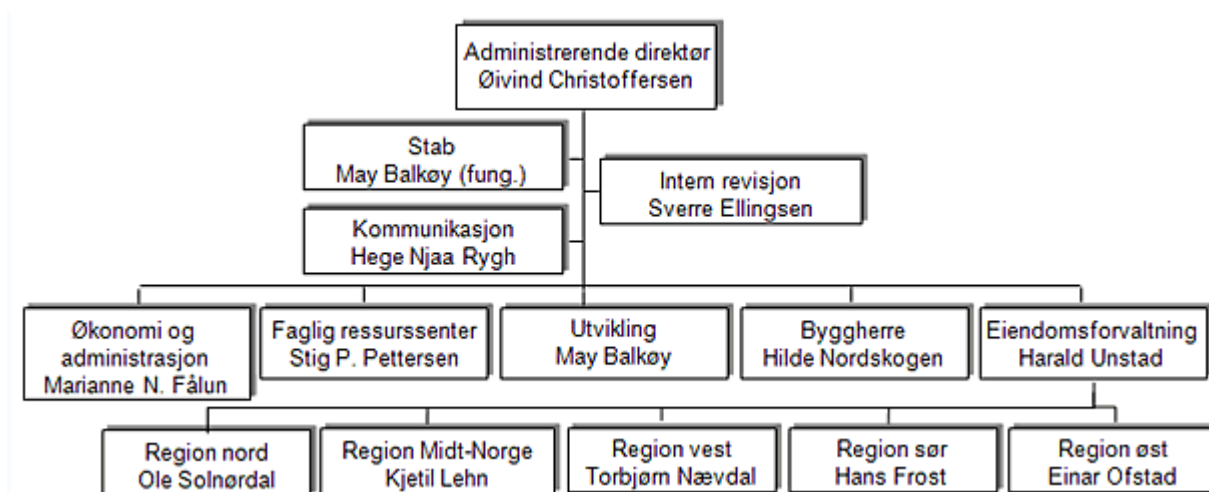 Administrerende direktør
Øivind Christoffersen
Stab
May Balkøy (fung.)
Intern revisjon
Sverre Ellingsen
Kommunikasjon
Hege Njaa Rygh
Økonomi og
administrasjon
Marianne N. Fålun
Faglig ressurssenter
Stig P. Pettersen
Utvikling
May Balkøy
Byggherre
Hilde Nordskogen
Eiendomsforvaltning
Harald Unstad
Region nord
Ole Solnørdal
Region Midt-Norge
Kjetil Lehn
Region vest
Torbjørn Nævdal
Region sør
Hans Frost
Region øst
Einar Ofstad